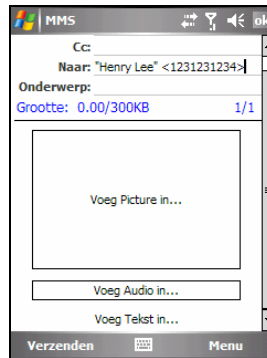 MMS ok
Cc:
Naar: "Henry Lee" <1231231234>
Onderwerp:
Grootte: 0.00/300KB 1/1
Voeg Picture in...
Voeg Audio in...
Voeg Tekst in...
Verzenden Menu